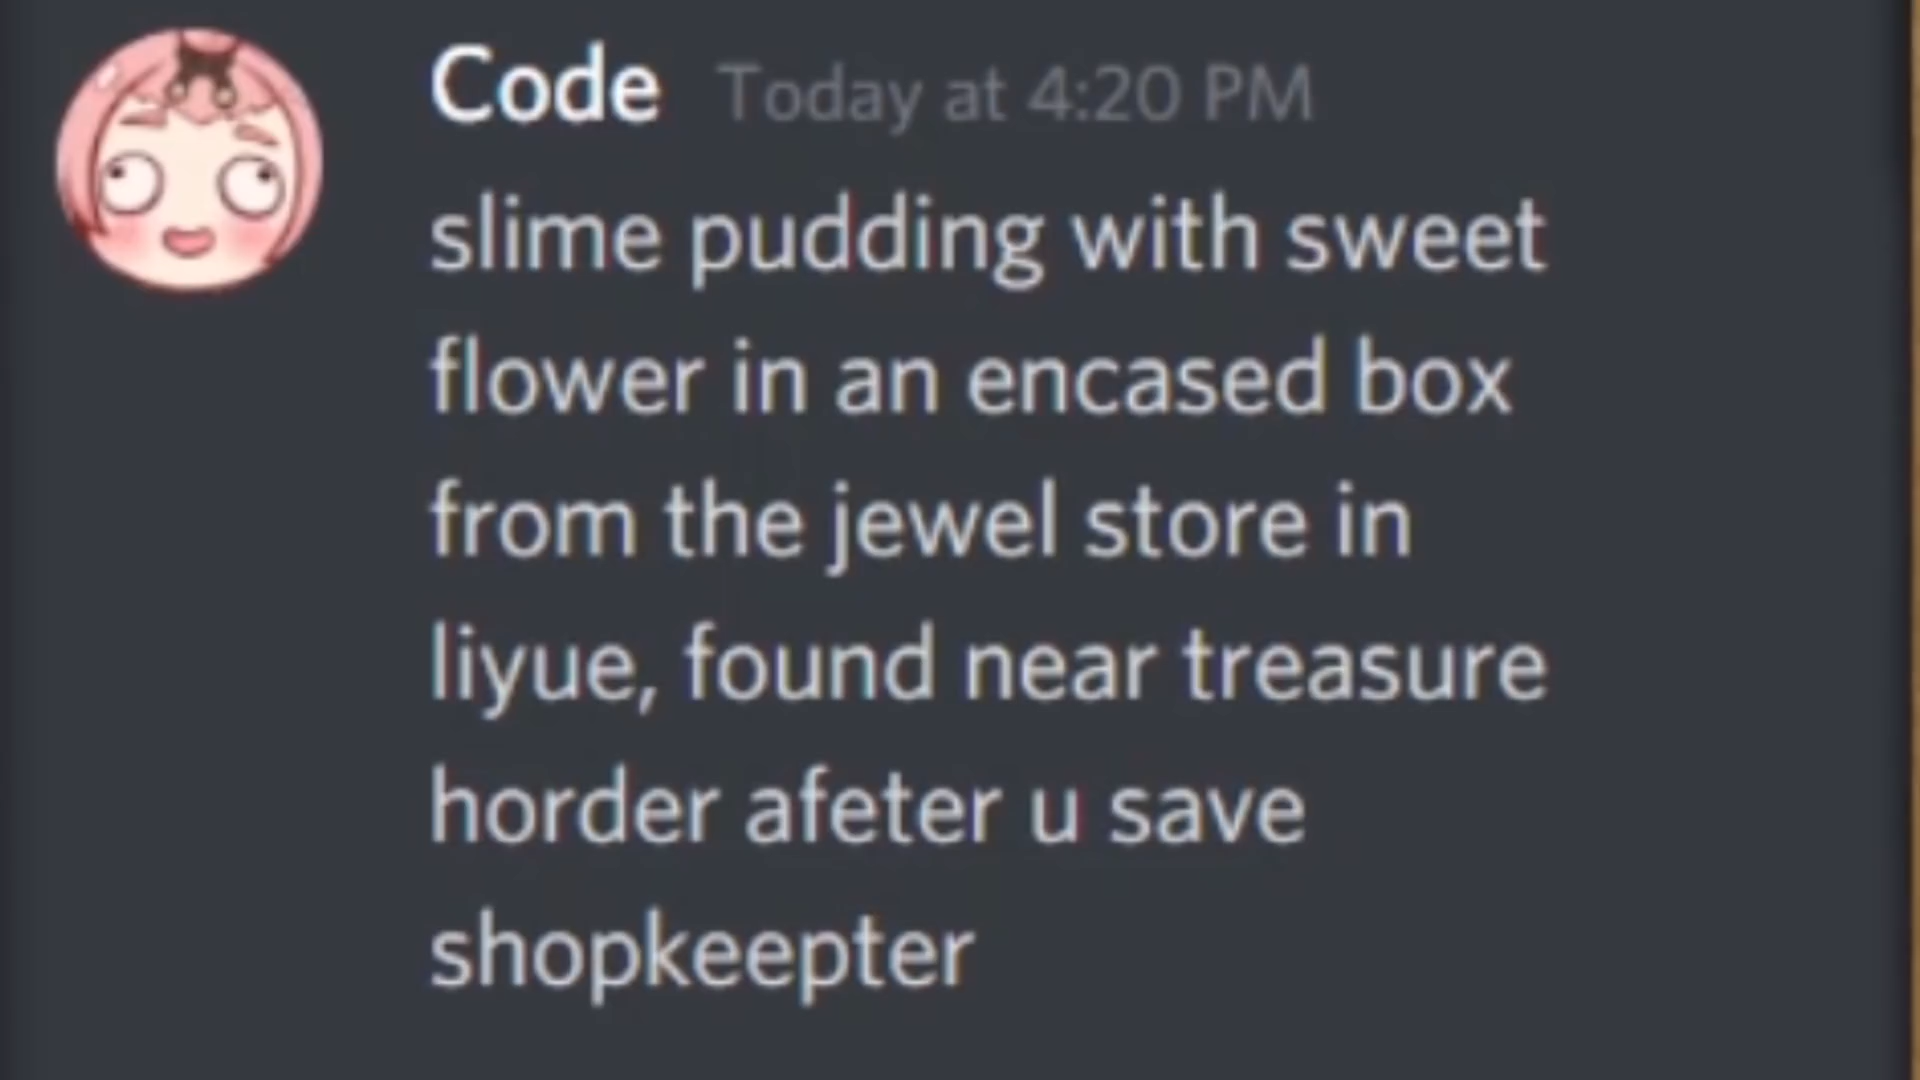 Code Today at 4:20 PM
slime pudding with sweet
flower in an encased box
from the jewel store in
liyue, found near treasure
horder afeter u save
shopkeepter